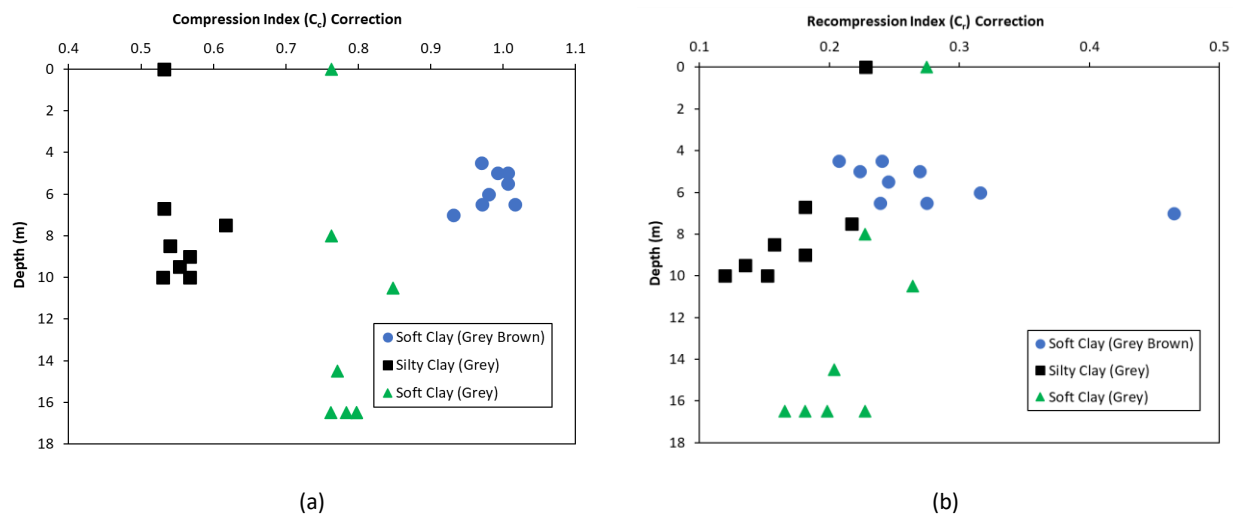 Compression Index (Cc) Correction
0.4 0.5 0.6 0.7 0.8 0.9 1.0 1.1
0
2
4
6
8
10
12
14
16
18
Depth (m)
Soft Clay (Grey Brown)
Silty Clay (Grey)
Soft Clay (Grey)
(a)
Recompression Index (Cr) Correction
0.1 0.2 0.3 0.4 0.5
0
2
4
6
8
10
12
14
16
18
Depth (m)
Soft Clay (Grey Brown)
Silty Clay (Grey)
Soft Clay (Grey)
(b)